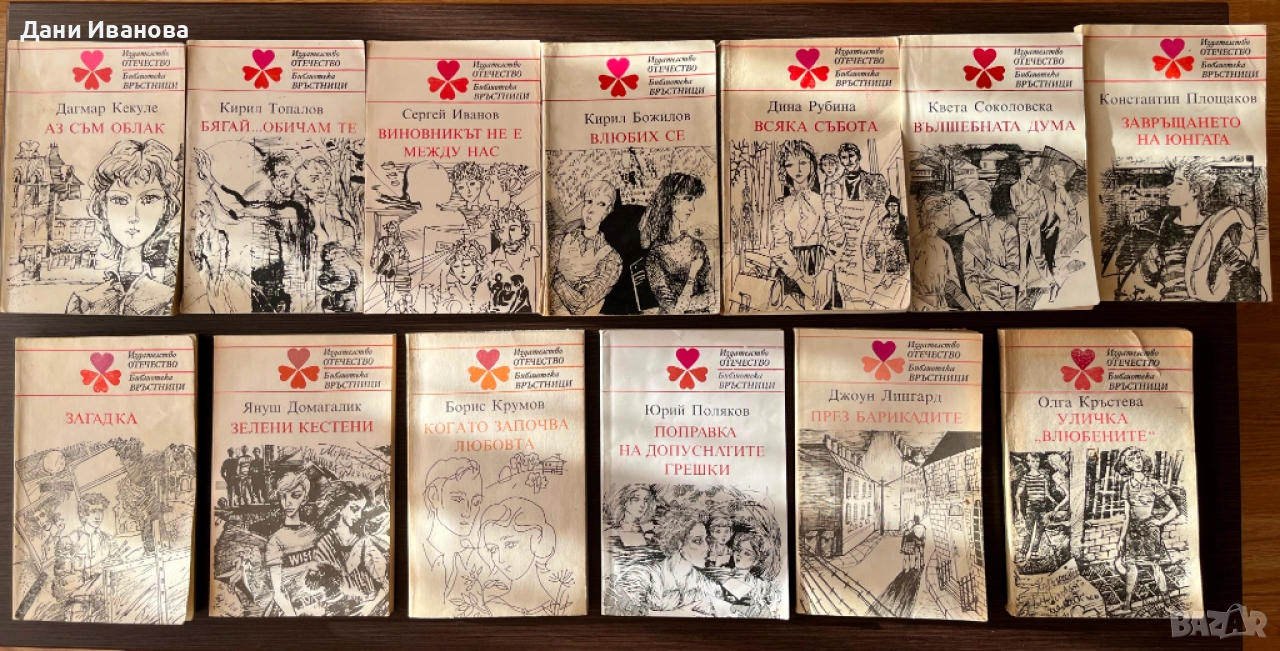 Дани Иванова
Издателство
ОТЕЧЕСТВО
Библиотека
ВРЪСТНИЦИ
Дагмар Кекуле
АЗ СЪМ ОБЛАК
Издателство
ОТЕЧЕСТВО
Библиотека
ВРЪСТНИЦИ
Кирил Топалов
БЯГАЙ...ОБИЧАМ ТЕ
Издателство
ОТЕЧЕСТВО
Библиотека
ВРЪСТНИЦИ
Сергей Иванов
ВИНОВНИКЪТ НЕ Е
МЕЖДУ НАС
Издателство
ОТЕЧЕСТВО
Библиотека
ВРЪСТНИЦИ
Кирил Божилов
ВЛЮБИХ СЕ
Издателство
ОТЕЧЕСТВО
Библиотека
ВРЪСТНИЦИ
Дина Рубина
ВСЯКА СЪБОТА
Издателство
ОТЕЧЕСТВО
Библиотека
ВРЪСТНИЦИ
Квета Соколовска
ВЪЛШЕБНАТА ДУМА
Издателство
ОТЕЧЕСТВО
Библиотека
ВРЪСТНИЦИ
Константин Площаков
ЗАВРЪЩАНЕТО
НА ЮНГАТА
Издателство
ОТЕЧЕСТВО
Библиотека
ВРЪСТНИЦИ
ЗАГАДКА
Издателство
ОТЕЧЕСТВО
Библиотека
ВРЪСТНИЦИ
Януш Домагалик
ЗЕЛЕНИ КЕСТЕНИ
TWIST
Издателство
ОТЕЧЕСТВО
Библиотека
ВРЪСТНИЦИ
Борис Крумов
КОГАТО ЗАПОЧВА
ЛЮБОВТА
Издателство
ОТЕЧЕСТВО
Библиотека
ВРЪСТНИЦИ
Юрий Поляков
ПОПРАВКА
НА ДОПУСНАТИТЕ
ГРЕШКИ
Издателство
ОТЕЧЕСТВО
Библиотека
ВРЪСТНИЦИ
Джоун Лингард
ПРЕЗ БАРИКАДИТЕ
Издателство
ОТЕЧЕСТВО
Библиотека
ВРЪСТНИЦИ
Олга Кръстева
УЛИЧКА
„ВЛЮБЕНИТЕ“
BAZAR